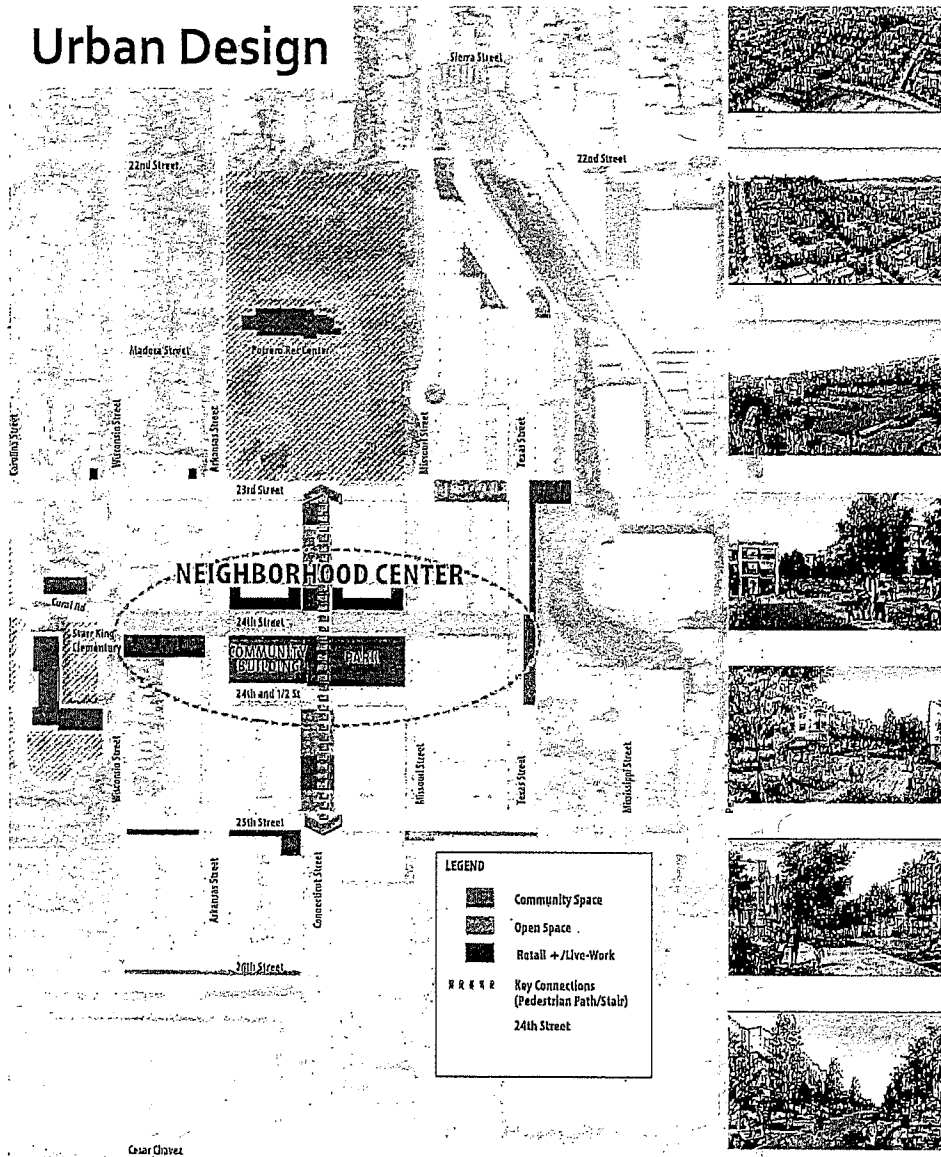 Urban Design
Sierra Street
22nd Street
22nd Street
Madera Street
Potrero Rec Center
Carolina Street
Wisconsin Street
Arkansas Street
Missouri Street
Texas Street
23rd Street
NEIGHBORHOOD CENTER
Coral Rd
24th Street
Starr King
Elementary
COMMUNITY
BUILDING
PARK
24th and 1/2 St
Wisconsin Street
Missouri Street
Texas Street
Mississippi Street
25th Street
Arkansas Street
Connecticut Street
26th Street
LEGEND
Community Space
Open Space
Retail +/Live-Work
Key Connections
(Pedestrian Path/Stair)
24th Street
Cesar Chavez